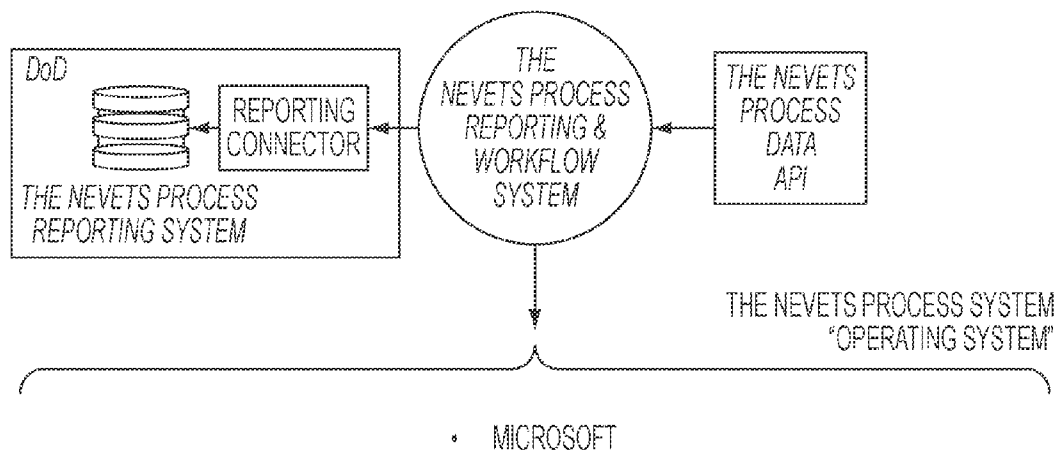 DoD
REPORTING
CONNECTOR
THE NEVETS PROCESS
REPORTING SYSTEM
THE
NEVETS PROCESS
REPORTING &
WORKFLOW
SYSTEM
THE NEVETS
PROCESS
DATA
API
THE NEVETS PROCESS SYSTEM
"OPERATING SYSTEM"
• MICROSOFT